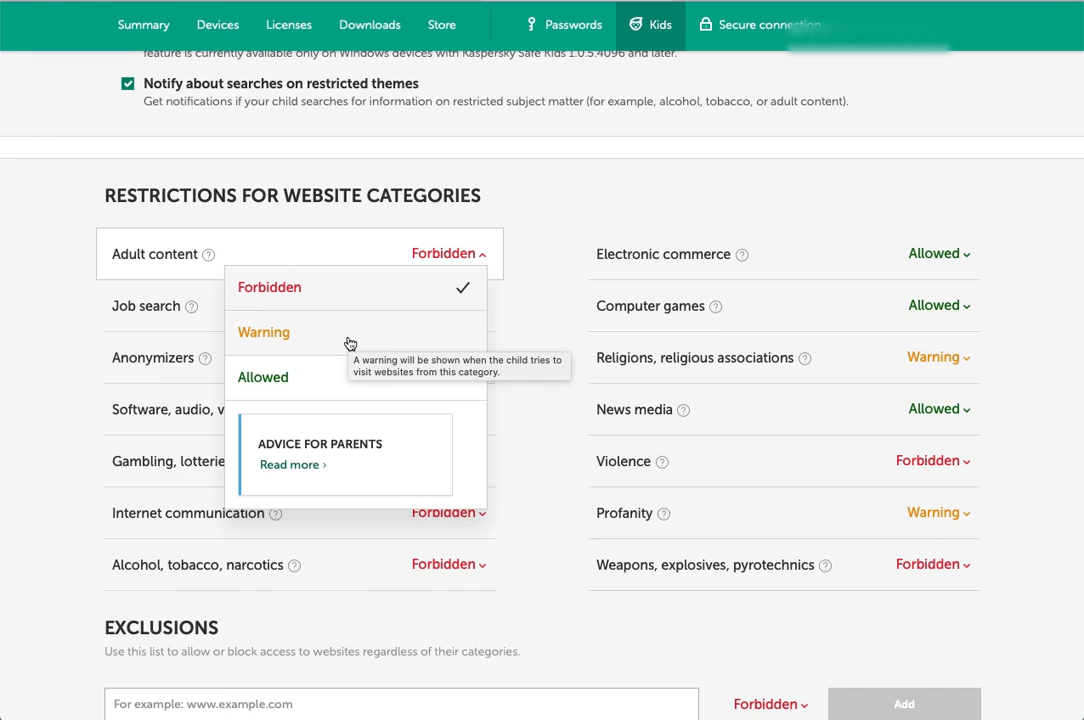 Summary Devices Licenses Downloads Store Passwords Kids Secure connection
feature is currently available only on Windows devices with Kaspersky Safe Kids 1.0.5.4096 and later.
Notify about searches on restricted themes
Get notifications if your child searches for information on restricted subject matter (for example, alcohol, tobacco, or adult content).
RESTRICTIONS FOR WEBSITE CATEGORIES
Adult content ? Forbidden
Forbidden
Warning
A warning will be shown when the child tries to
visit websites from this category.
Allowed
ADVICE FOR PARENTS
Read more ›
Job search ?
Anonymizers ?
Software, audio, v
Gambling, lotterie
Internet communication ? Forbidden
Alcohol, tobacco, narcotics ? Forbidden
Electronic commerce ? Allowed
Computer games ? Allowed
Religions, religious associations ? Warning
News media ? Allowed
Violence ? Forbidden
Profanity ? Warning
Weapons, explosives, pyrotechnics ? Forbidden
EXCLUSIONS
Use this list to allow or block access to websites regardless of their categories.
For example: www.example.com Forbidden Add